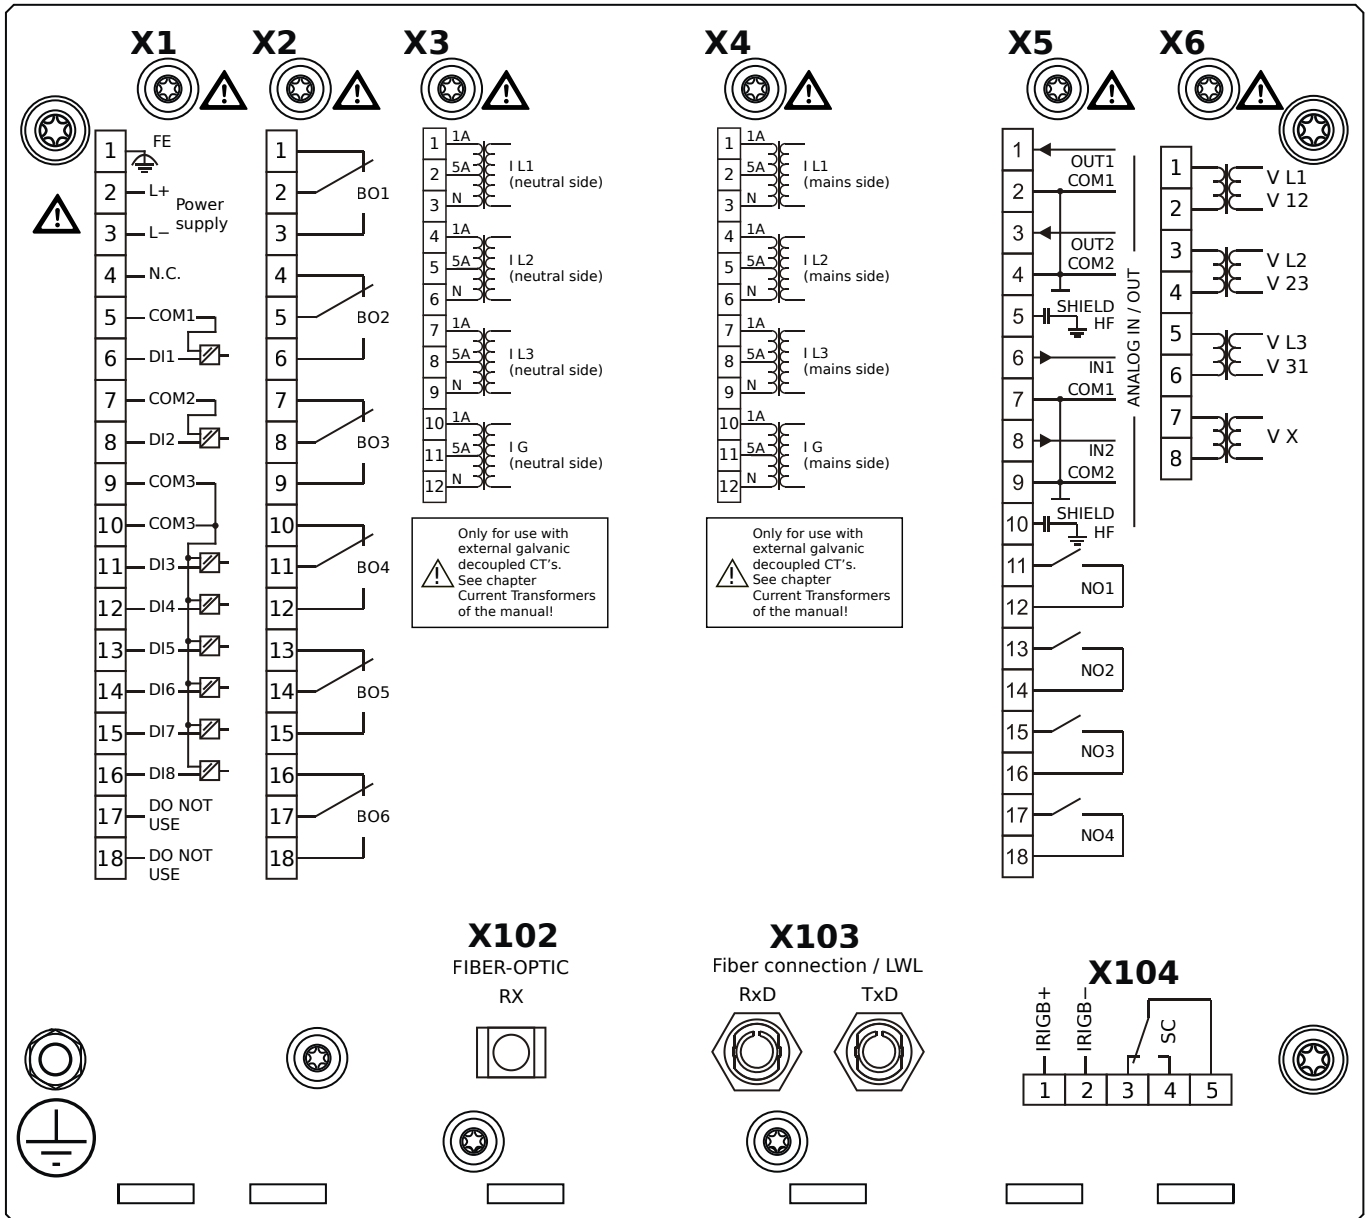 X1
X2
X3
X4
X5
X6
1
FE
2
L+
Power
supply
3
L−
4
N.C.
5
COM1
6
DI1
7
COM2
8
DI2
9
COM3
10
COM3
11
DI3
12
DI4
13
DI5
14
DI6
15
DI7
16
DI8
17
DO NOT
USE
18
DO NOT
USE
1
2
BO1
3
4
5
BO2
6
7
8
BO3
9
10
11
BO4
12
13
14
BO5
15
16
17
BO6
18
1
1A
2
5A
I L1
(neutral side)
3
N
4
1A
5
5A
I L2
(neutral side)
6
N
7
1A
8
5A
I L3
(neutral side)
9
N
10
1A
11
5A
I G
(neutral side)
12
N
Only for use with
external galvanic
decoupled CT’s.
See chapter
Current Transformers
of the manual!
1
1A
2
5A
I L1
(mains side)
3
N
4
1A
5
5A
I L2
(mains side)
6
N
7
1A
8
5A
I L3
(mains side)
9
N
10
1A
11
5A
I G
(mains side)
12
N
Only for use with
external galvanic
decoupled CT’s.
See chapter
Current Transformers
of the manual!
1
OUT1
2
COM1
3
OUT2
4
COM2
5
SHIELD
HF
6
IN1
7
COM1
8
IN2
9
COM2
10
SHIELD
HF
ANALOG IN / OUT
11
NO1
12
13
NO2
14
15
NO3
16
17
NO4
18
1
V L1
2
V 12
3
V L2
4
V 23
5
V L3
6
V 31
7
V X
8
X102
FIBER-OPTIC
RX
X103
Fiber connection / LWL
RxD
TxD
X104
IRIGB+
IRIGB−
SC
1
2
3
4
5